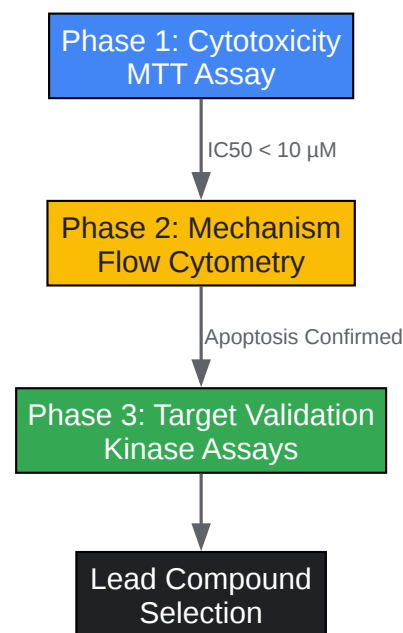 Phase 1: Cytotoxicity
MTT Assay
IC50 < 10 µM
Phase 2: Mechanism
Flow Cytometry
Apoptosis Confirmed
Phase 3: Target Validation
Kinase Assays
Lead Compound
Selection